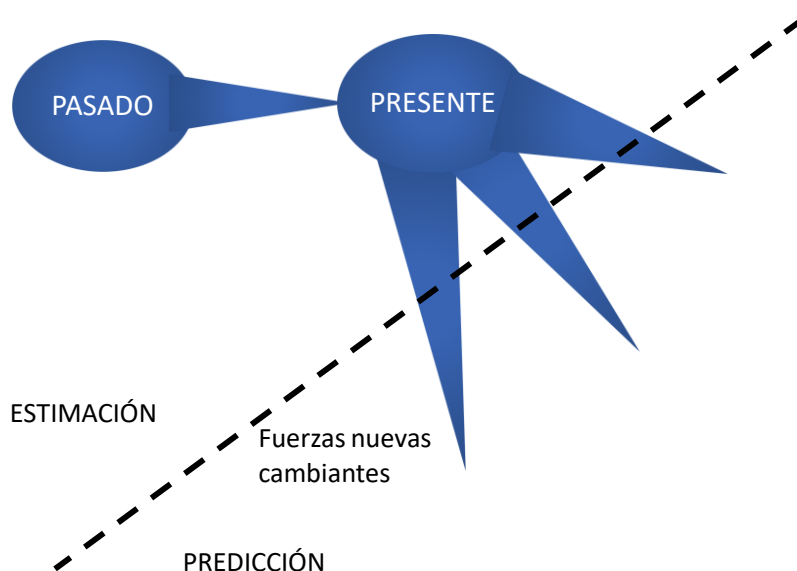 PASADO
PRESENTE
ESTIMACIÓN
Fuerzas nuevas
cambiantes
PREDICCIÓN